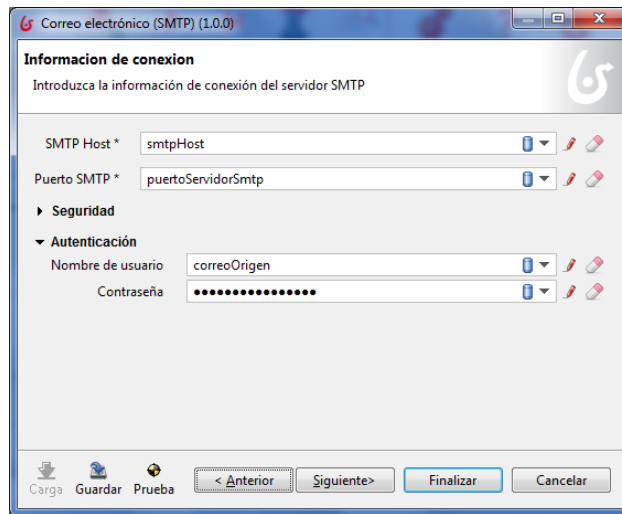 Correo electrónico (SMTP) (1.0.0)
Informacion de conexion
Introduzca la información de conexión del servidor SMTP
SMTP Host * smtpHost
Puerto SMTP * puertoServidorSmtp
Seguridad
Autenticación
Nombre de usuario correoOrigen
Contraseña ••••••••••••••••
Carga Guardar Prueba < Anterior Siguiente> Finalizar Cancelar